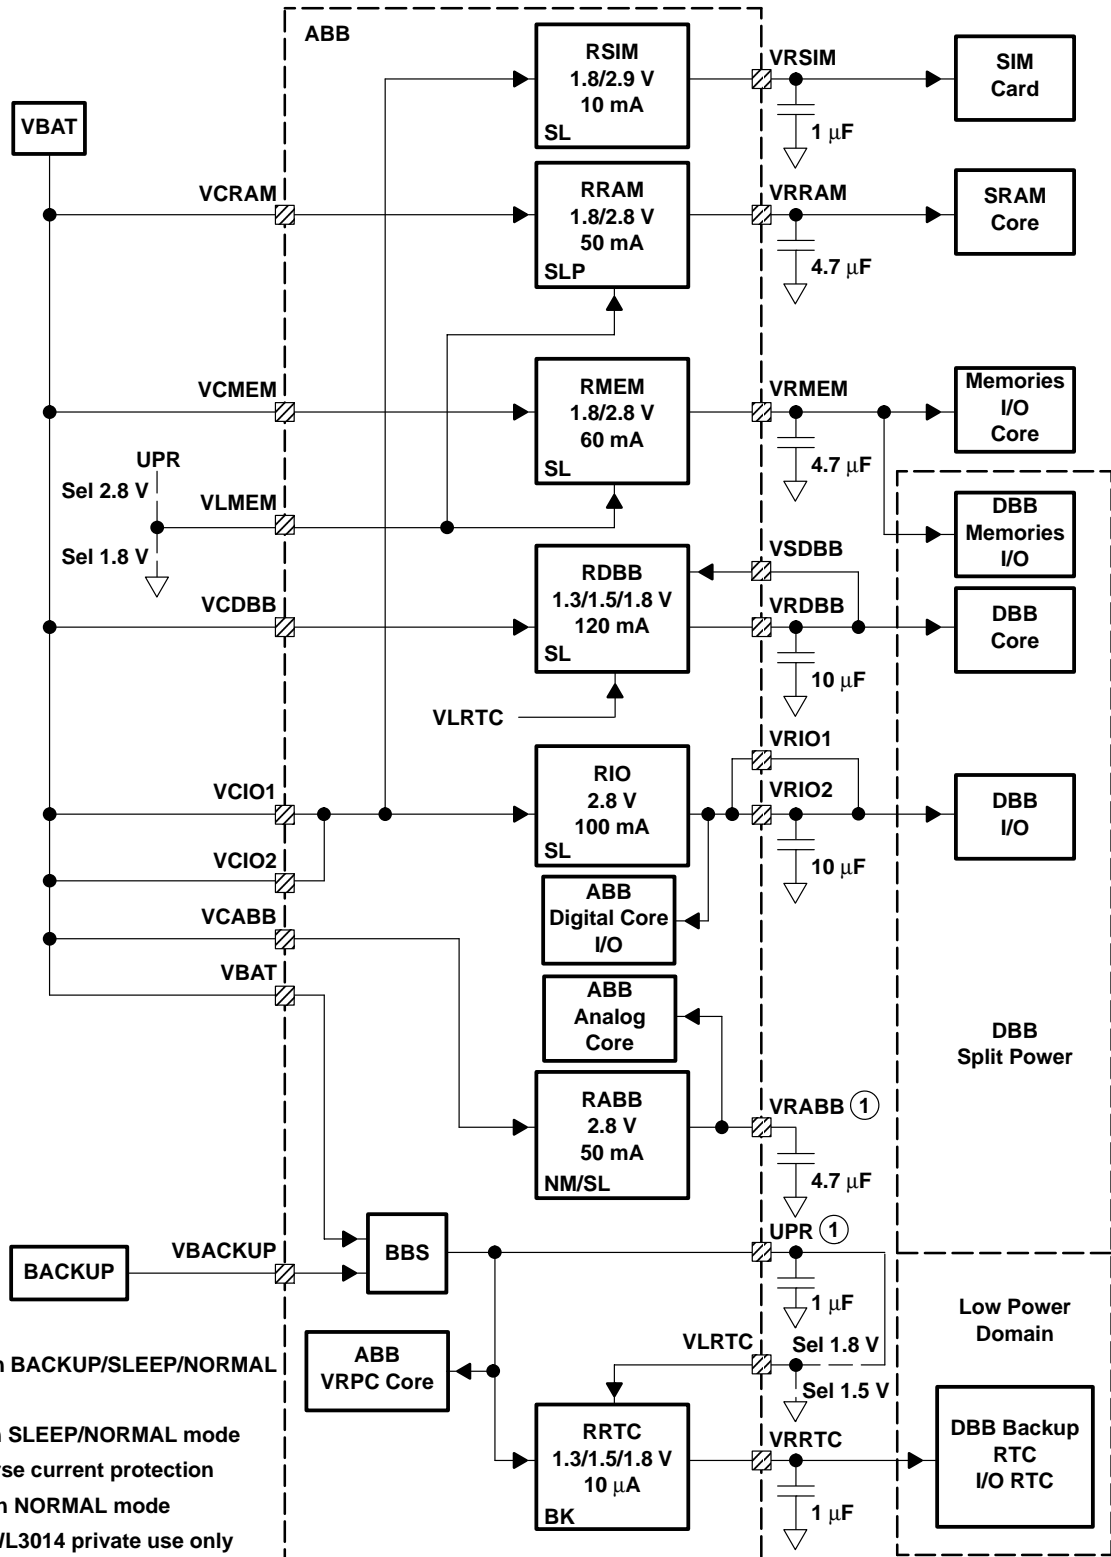 ABB
RSIM
1.8/2.9 V
10 mA
SL
VRSIM
1 µF
SIM
Card
VBAT
VCRAM
RRAM
1.8/2.8 V
50 mA
SLP
VRRAM
4.7 µF
SRAM
Core
VCMEM
RMEM
1.8/2.8 V
60 mA
SL
VRMEM
4.7 µF
Memories
I/O
Core
UPR
Sel 2.8 V
VLMEM
Sel 1.8 V
DBB
Memories
I/O
VSDBB
VCDBB
RDBB
1.3/1.5/1.8 V
120 mA
SL
VRDBB
10 µF
DBB
Core
VLRTC
VRIO1
VCIO1
RIO
2.8 V
100 mA
SL
VRIO2
10 µF
DBB
I/O
VCIO2
ABB
Digital Core
I/O
VCABB
VBAT
ABB
Analog
Core
DBB
Split Power
RABB
2.8 V
50 mA
NM/SL
VRABB 1
4.7 µF
UPR 1
1 µF
BACKUP
VBACKUP
BBS
Low Power
Domain
VLRTC
Sel 1.8 V
Sel 1.5 V
ABB
VRPC Core
RRTC
1.3/1.5/1.8 V
10 µA
BK
VRRTC
1 µF
DBB Backup
RTC
I/O RTC
BACKUP/SLEEP/NORMAL
SLEEP/NORMAL mode
current protection
NORMAL mode
private use only